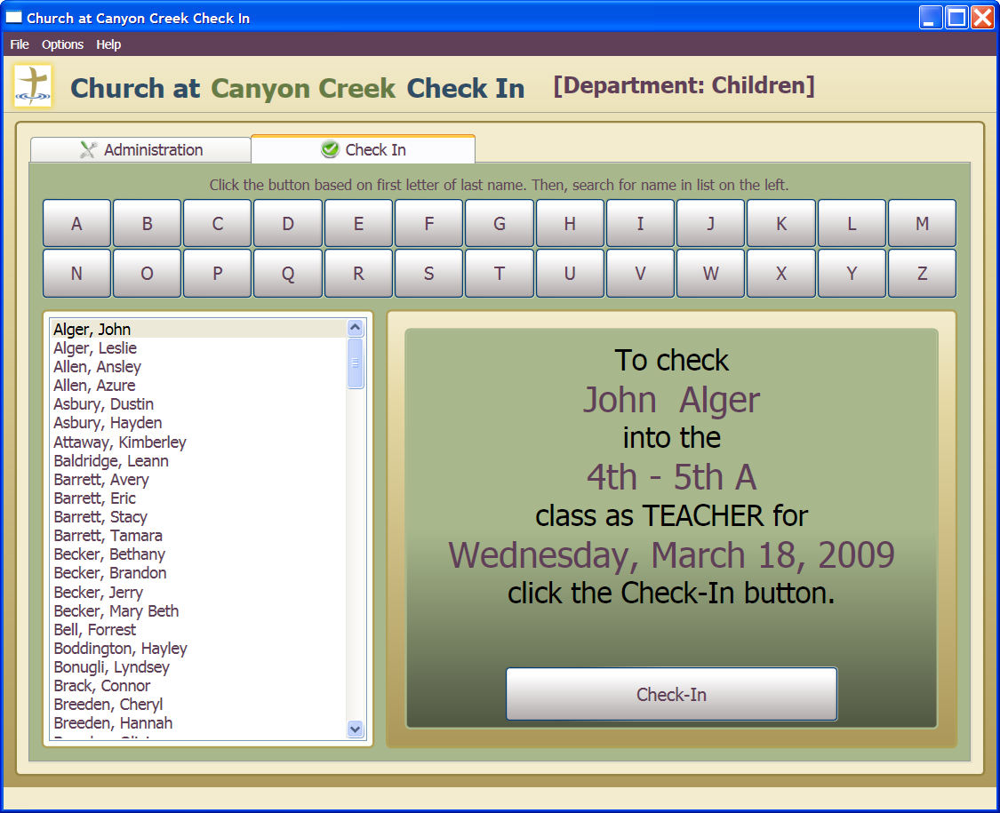 Church at Canyon Creek Check In
File Options Help
Church at Canyon Creek Check In [Department: Children]
Administration Check In
Click the button based on first letter of last name. Then, search for name in list on the left.
A B C D E F G H I J K L M
N O P Q R S T U V W X Y Z
Alger, John
Alger, Leslie
Allen, Ansley
Allen, Azure
Asbury, Dustin
Asbury, Hayden
Attaway, Kimberley
Baldridge, Leann
Barrett, Avery
Barrett, Eric
Barrett, Stacy
Barrett, Tamara
Becker, Bethany
Becker, Brandon
Becker, Jerry
Becker, Mary Beth
Bell, Forrest
Boddington, Hayley
Bonugli, Lyndsey
Brack, Connor
Breeden, Cheryl
Breeden, Hannah
To check
John Alger
into the
4th - 5th A
class as TEACHER for
Wednesday, March 18, 2009
click the Check-In button.
Check-In